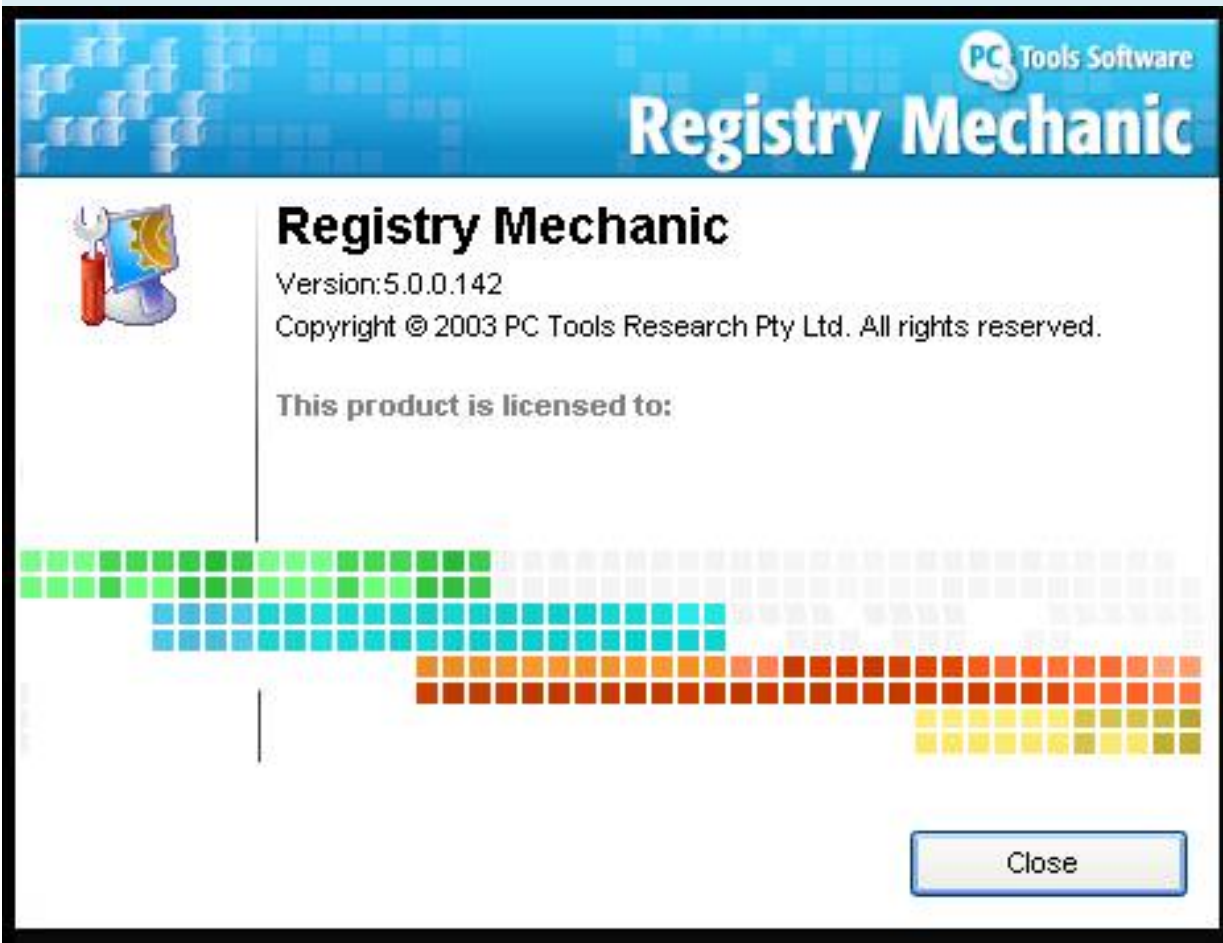 PC Tools Software
Registry Mechanic
Registry Mechanic
Version:5.0.0.142
Copyright © 2003 PC Tools Research Pty Ltd. All rights reserved.
This product is licensed to:
Close